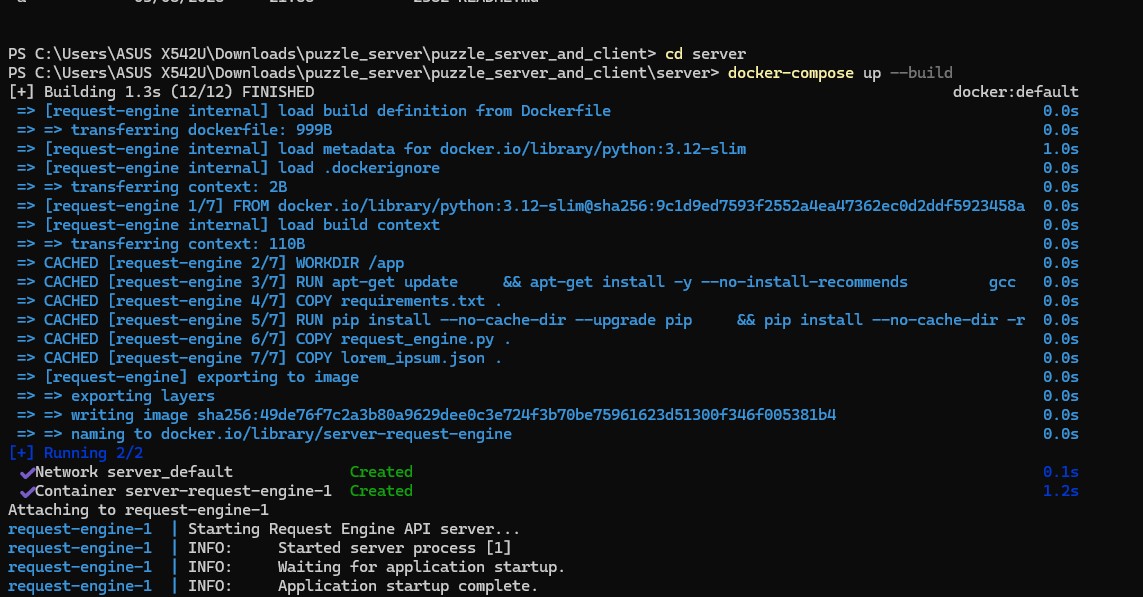 PS C:\Users\ASUS X542U\Downloads\puzzle_server\puzzle_server_and_client> cd server
PS C:\Users\ASUS X542U\Downloads\puzzle_server\puzzle_server_and_client\server> docker-compose up --build
[+] Building 1.3s (12/12) FINISHED docker:default
=> [request-engine internal] load build definition from Dockerfile 0.0s
=> => transferring dockerfile: 999B 0.0s
=> [request-engine internal] load metadata for docker.io/library/python:3.12-slim 1.0s
=> [request-engine internal] load .dockerignore 0.0s
=> => transferring context: 2B 0.0s
=> [request-engine 1/7] FROM docker.io/library/python:3.12-slim@sha256:9c1d9ed7593f2552a4ea47362ec0d2ddf5923458a 0.0s
=> [request-engine internal] load build context 0.0s
=> => transferring context: 110B 0.0s
=> CACHED [request-engine 2/7] WORKDIR /app 0.0s
=> CACHED [request-engine 3/7] RUN apt-get update && apt-get install -y --no-install-recommends gcc 0.0s
=> CACHED [request-engine 4/7] COPY requirements.txt . 0.0s
=> CACHED [request-engine 5/7] RUN pip install --no-cache-dir --upgrade pip && pip install --no-cache-dir -r 0.0s
=> CACHED [request-engine 6/7] COPY request_engine.py . 0.0s
=> CACHED [request-engine 7/7] COPY lorem_ipsum.json . 0.0s
=> [request-engine] exporting to image 0.0s
=> => exporting layers 0.0s
=> => writing image sha256:49de76f7c2a3b80a9629dee0c3e724f3b70be75961623d51300f346f005381b4 0.0s
=> => naming to docker.io/library/server-request-engine 0.0s
[+] Running 2/2
✔Network server_default Created 0.1s
✔Container server-request-engine-1 Created 1.2s
Attaching to request-engine-1
request-engine-1 | Starting Request Engine API server...
request-engine-1 | INFO: Started server process [1]
request-engine-1 | INFO: Waiting for application startup.
request-engine-1 | INFO: Application startup complete.